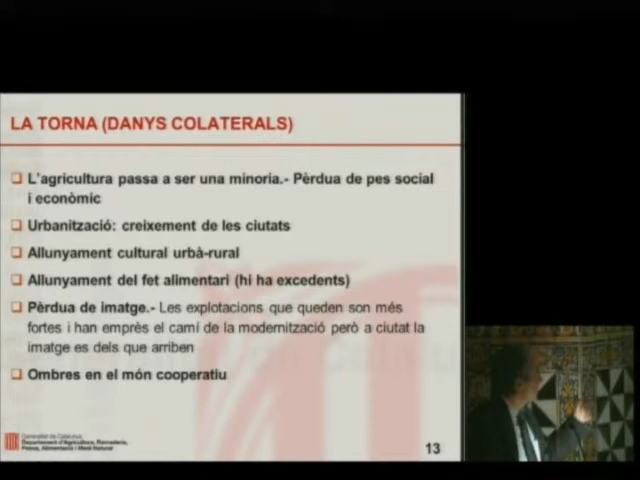 LA TORNA (DANYS COLATERALS)
L'agricultura passa a ser una minoria.- Pèrdua de pes social
i econòmic
Urbanització: creixement de les ciutats
Allunyament cultural urbà-rural
Allunyament del fet alimentari (hi ha excedents)
Pèrdua de imatge.- Les explotacions que queden son més
fortes i han emprès el camí de la modernització però a ciutat la
imatge es dels que arriben
Ombres en el món cooperatiu
Generalitat de Catalunya
Departament d'Agricultura, Ramaderia,
Pesca, Alimentació i Medi Natural
13